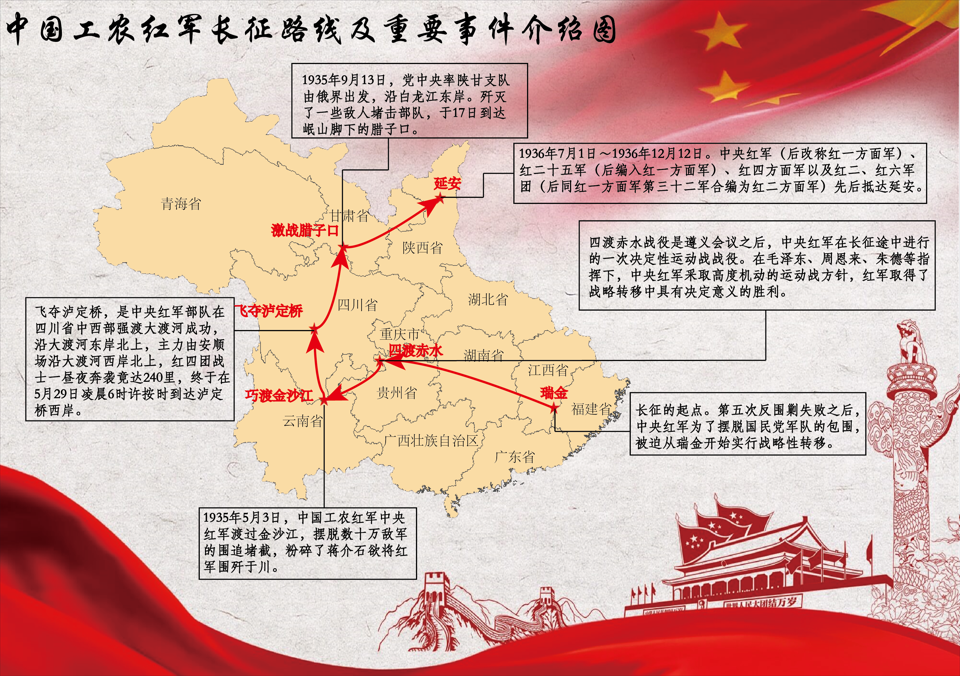 中国工农红军长征路线及重要事件介绍图
1935年9月13日，党中央率陕甘支队
由俄界出发，沿白龙江东岸。歼灭
了一些敌人堵击部队，于17日到达
岷山脚下的腊子口。
1936年7月1日～1936年12月12日。中央红军（后改称红一方面军）、
红二十五军（后编入红一方面军）、红四方面军以及红二、红六军
团（后同红一方面军第三十二军合编为红二方面军）先后抵达延安。
延安
青海省
甘肃省
激战腊子口
陕西省
四渡赤水战役是遵义会议之后，中央红军在长征途中进行
的一次决定性运动战战役。在毛泽东、周恩来、朱德等指
挥下，中央红军采取高度机动的运动战方针，红军取得了
战略转移中具有决定意义的胜利。
飞夺泸定桥，是中央红军部队在
四川省中西部强渡大渡河成功，
沿大渡河东岸北上，主力由安顺
场沿大渡河西岸北上，红四团战
士一昼夜奔袭竟达240里，终于在
5月29日凌晨6时许按时到达泸定
桥西岸。
飞夺泸定桥
四川省
湖北省
重庆市
四渡赤水
湖南省
江西省
巧渡金沙江
贵州省
瑞金
福建省
云南省
广西壮族自治区
广东省
长征的起点。第五次反围剿失败之后，
中央红军为了摆脱国民党军队的包围，
被迫从瑞金开始实行战略性转移。
1935年5月3日，中国工农红军中央
红军渡过金沙江，摆脱数十万敌军
的围追堵截，粉碎了蒋介石欲将红
军围歼于川。
人民大团结万岁